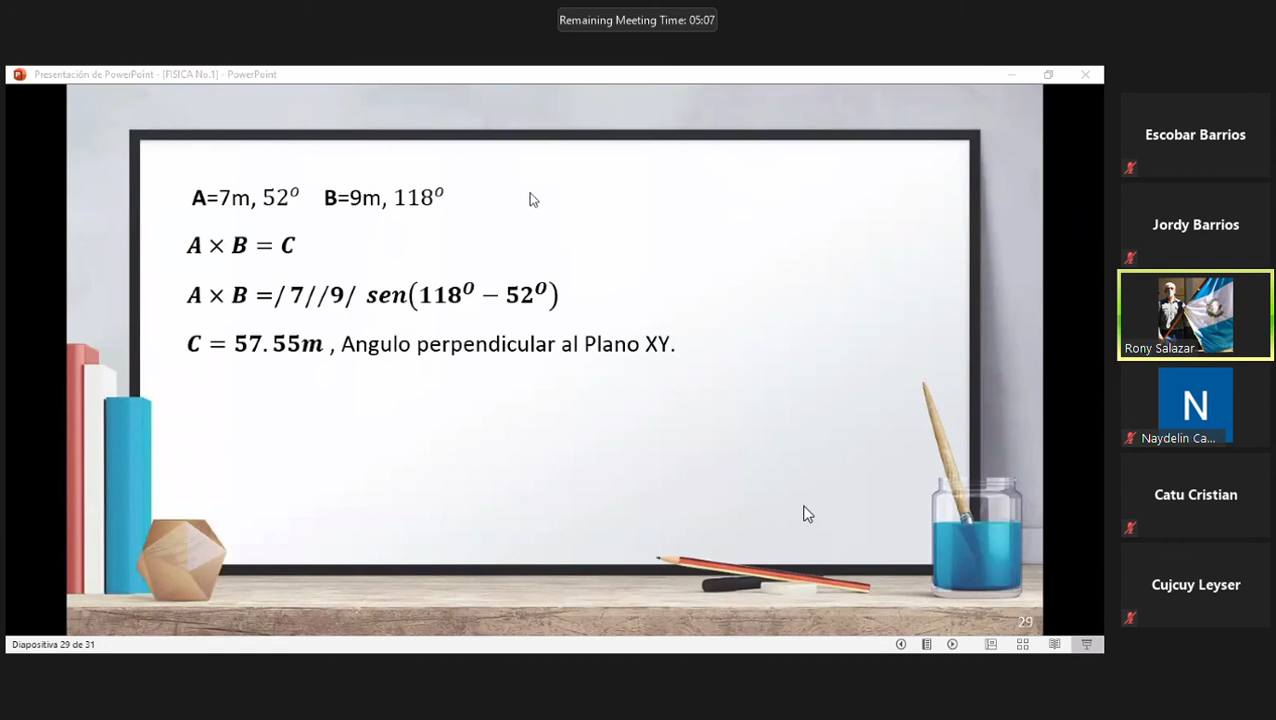 Remaining Meeting Time: 05:07
Presentación de PowerPoint - [FISICA No.1] - PowerPoint
A=7m, 52° B=9m, 118°
A × B = C
A × B =/ 7//9/ sen(118° − 52°)
C = 57.55m , Angulo perpendicular al Plano XY.
29
Diapositiva 29 de 31
Escobar Barrios
Jordy Barrios
Rony Salazar
N
Naydelin Ca...
Catu Cristian
Cujcuy Leyser